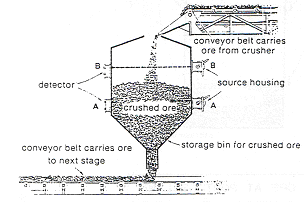 conveyor belt carries
ore from crusher
B
B
detector
source housing
A
A
crushed ore
storage bin for crushed ore
conveyor belt carries ore
to next stage